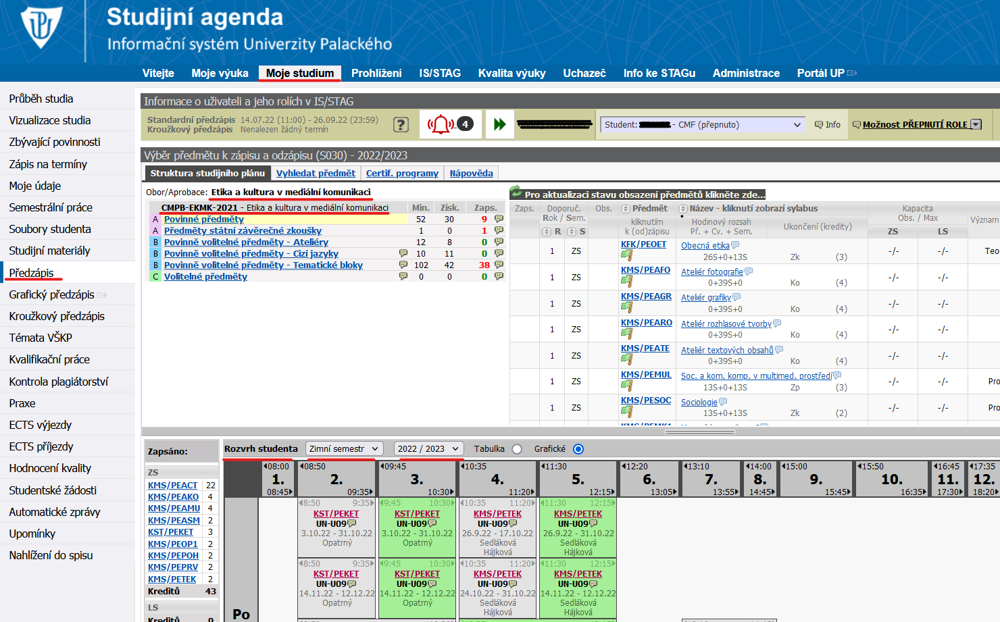 Studijní agenda
Informační systém Univerzity Palackého
Vítejte Moje výuka Moje studium Prohlížení IS/STAG Kvalita výuky Uchazeč Info ke STAGu Administrace Portál UP
Průběh studia
Vizualizace studia
Zbývající povinnosti
Zápis na termíny
Moje údaje
Semestrální práce
Soubory studenta
Studijní materiály
Předzápis
Grafický předzápis
Kroužkový předzápis
Témata VŠKP
Kvalifikační práce
Kontrola plagiátorství
Praxe
ECTS výjezdy
ECTS příjezdy
Hodnocení kvality
Studentské žádosti
Automatické zprávy
Upomínky
Nahlížení do spisu
Informace o uživateli a jeho rolích v IS/STAG
Standardní předzápis 14.07.22 (11:00) - 26.09.22 (23:59)
Kroužkový předzápis Nenalezen žádný termín
? 4 Student: - CMF (přepnuto) Info Možnost PŘEPNUTÍ ROLE
Výběr předmětu k zápisu a odzápisu (S030) - 2022/2023
Struktura studijního plánu Vyhledat předmět Certif. programy Nápověda
Obor/Aprobace: Etika a kultura v mediální komunikaci
CMPB-EKMK-2021 - Etika a kultura v mediální komunikaci Min. Získ. Zaps.
A Povinné předměty 52 30 9
A Předměty státní závěrečné zkoušky 1 0 1
B Povinně volitelné předměty - Ateliéry 12 8 0
B Povinně volitelné předměty - Cizí jazyky 10 11 0
B Povinně volitelné předměty - Tematické bloky 102 42 38
C Volitelné předměty 0 0 0
Pro aktualizaci stavu obsazení předmětů klikněte zde...
Zaps. Doporuč. Obs. Předmět Název - kliknutí zobrazí sylabus Kapacita
Rok / Sem. kliknutím Hodinový rozsah Ukončení (kredity) Obs. / Max Význam
R S k (od)zápisu Př. + Cv. + Sem. ZS LS
1 ZS KFK/PEOET Obecná etika -/- -/- Teo
26S+0+13S Zk (3)
1 ZS KMS/PEAFO Ateliér fotografie -/- -/-
0+39S+0 Ko (4)
1 ZS KMS/PEAGR Ateliér grafiky -/- -/-
0+39S+0 Ko (4)
1 ZS KMS/PEARO Ateliér rozhlasové tvorby -/- -/-
0+39S+0 Ko (4)
1 ZS KMS/PEATE Ateliér textových obsahů -/- -/-
0+39S+0 Ko (4)
1 ZS KMS/PEMUL Soc. a kom. komp. v multimed. prostředí -/- -/- Pro
13S+0+13S Zp (3)
1 ZS KMS/PESOC Sociologie -/- -/- Pro
13S+0+13S Zk (2)
Zapsáno:
ZS
KMS/PEACT 22
KMS/PEAKO 4
KMS/PEAMU 4
KMS/PEASM 2
KST/PEKET 3
KMS/PEOP1 2
KMS/PEPOH 2
KMS/PEPRV 2
KMS/PETEK 2
Kreditů 43
LS
Kreditů 0
Rozvrh studenta Zimní semestr 2022 / 2023 Tabulka Grafické
08:00 08:50 09:45 10:35 11:30 12:20 13:10 14:00 15:00 15:50 16:45 17:35
1. 2. 3. 4. 5. 6. 7. 8. 9. 10. 11. 12.
08:45 09:35 10:30 11:20 12:15 13:05 13:55 14:45 15:45 16:35 17:30 18:20
Po
8:50 9:35 9:45 10:30 10:35 11:20 11:30 12:15
KST/PEKET KST/PEKET KMS/PETEK KMS/PETEK
UN-U09 UN-U09 UN-U09 UN-U09
3.10.22 - 31.10.22 3.10.22 - 31.10.22 26.9.22 - 17.10.22 26.9.22 - 31.10.22
Opatrný Opatrný Sedláková Sedláková
Hájková Hájková
8:50 9:35 9:45 10:30 10:35 11:20 11:30 12:15
KST/PEKET KST/PEKET KMS/PETEK KMS/PETEK
UN-U09 UN-U09 UN-U09 UN-U09
14.11.22 - 12.12.22 14.11.22 - 12.12.22 24.10.22 - 31.10.22 14.11.22 - 12.12.22
Opatrný Opatrný Sedláková Sedláková
Hájková Hájková